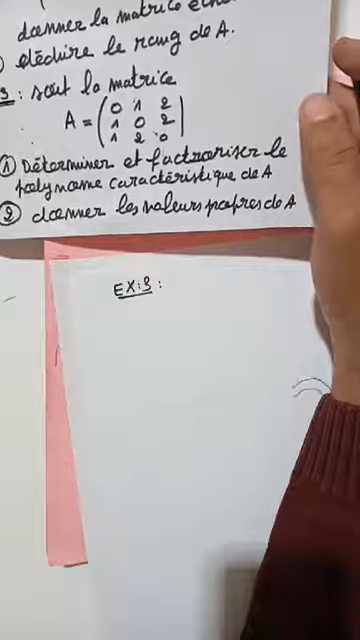 donner la matrice
déduire le rang de A.
3 : soit la matrice
A = ( 0 1 2
1 0 2
1 2 0 )
① Déterminer et factoriser le
polynome caractéristique de A
② donner les valeurs propres de A
EX:3 :